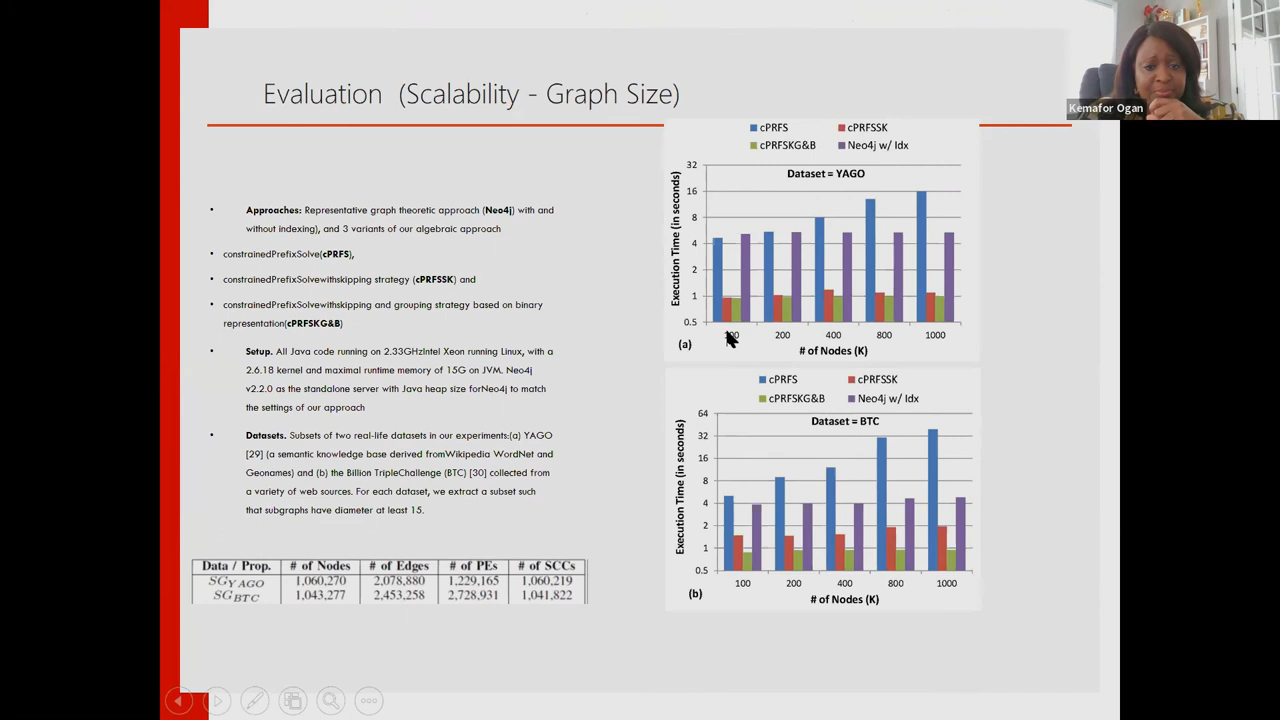 Evaluation (Scalability - Graph Size)
Kemafor Ogan
• Approaches: Representative graph theoretic approach (Neo4j) with and
without indexing), and 3 variants of our algebraic approach
• constrainedPrefixSolve(cPRFS),
• constrainedPrefixSolvewithskipping strategy (cPRFSSK) and
• constrainedPrefixSolvewithskipping and grouping strategy based on binary
representation(cPRFSKG&B)
• Setup. All Java code running on 2.33GHzIntel Xeon running Linux, with a
2.6.18 kernel and maximal runtime memory of 15G on JVM. Neo4j
v2.2.0 as the standalone server with Java heap size forNeo4j to match
the settings of our approach
• Datasets. Subsets of two real-life datasets in our experiments:(a) YAGO
[29] (a semantic knowledge base derived fromWikipedia WordNet and
Geonames) and (b) the Billion TripleChallenge (BTC) [30] collected from
a variety of web sources. For each dataset, we extract a subset such
that subgraphs have diameter at least 15.
Data / Prop. # of Nodes # of Edges # of PEs # of SCCs
SGYAGO 1,060,270 2,078,880 1,229,165 1,060,219
SGBTC 1,043,277 2,453,258 2,728,931 1,041,822
cPRFS cPRFSSK
cPRFSKG&B Neo4j w/ Idx
Dataset = YAGO
Execution Time (in seconds)
32
16
8
4
2
1
0.5
200 400 800 1000
(a)
# of Nodes (K)
cPRFS cPRFSSK
cPRFSKG&B Neo4j w/ Idx
Dataset = BTC
Execution Time (in seconds)
64
32
16
8
4
2
1
0.5
100 200 400 800 1000
(b)
# of Nodes (K)